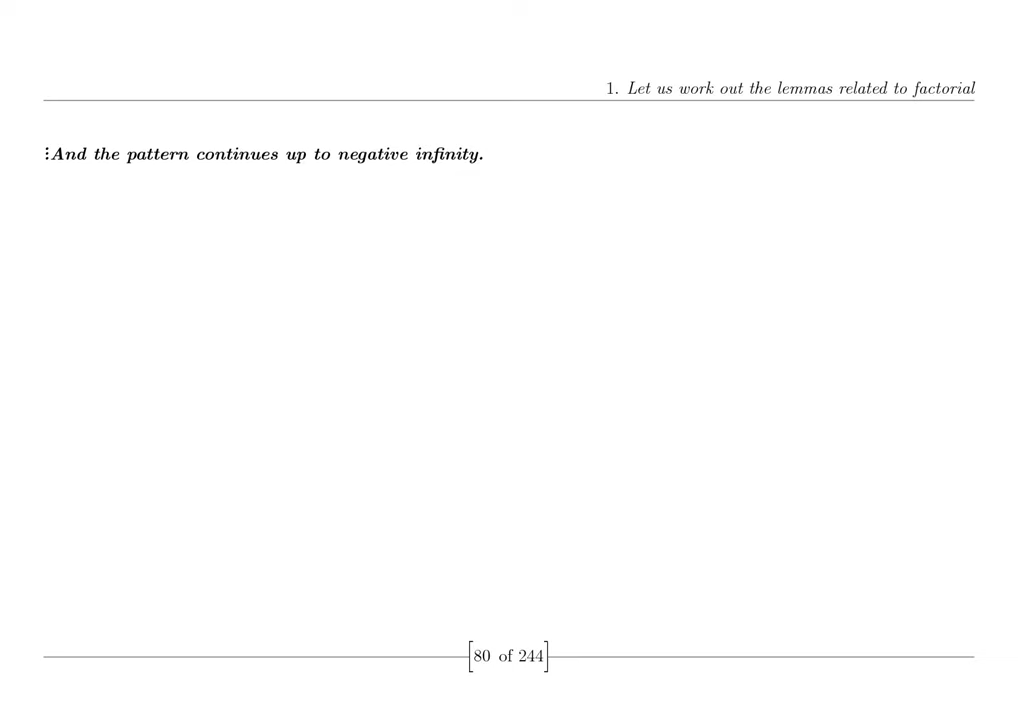 1. Let us work out the lemmas related to factorial
⋮And the pattern continues up to negative infinity.
[80 of 244]